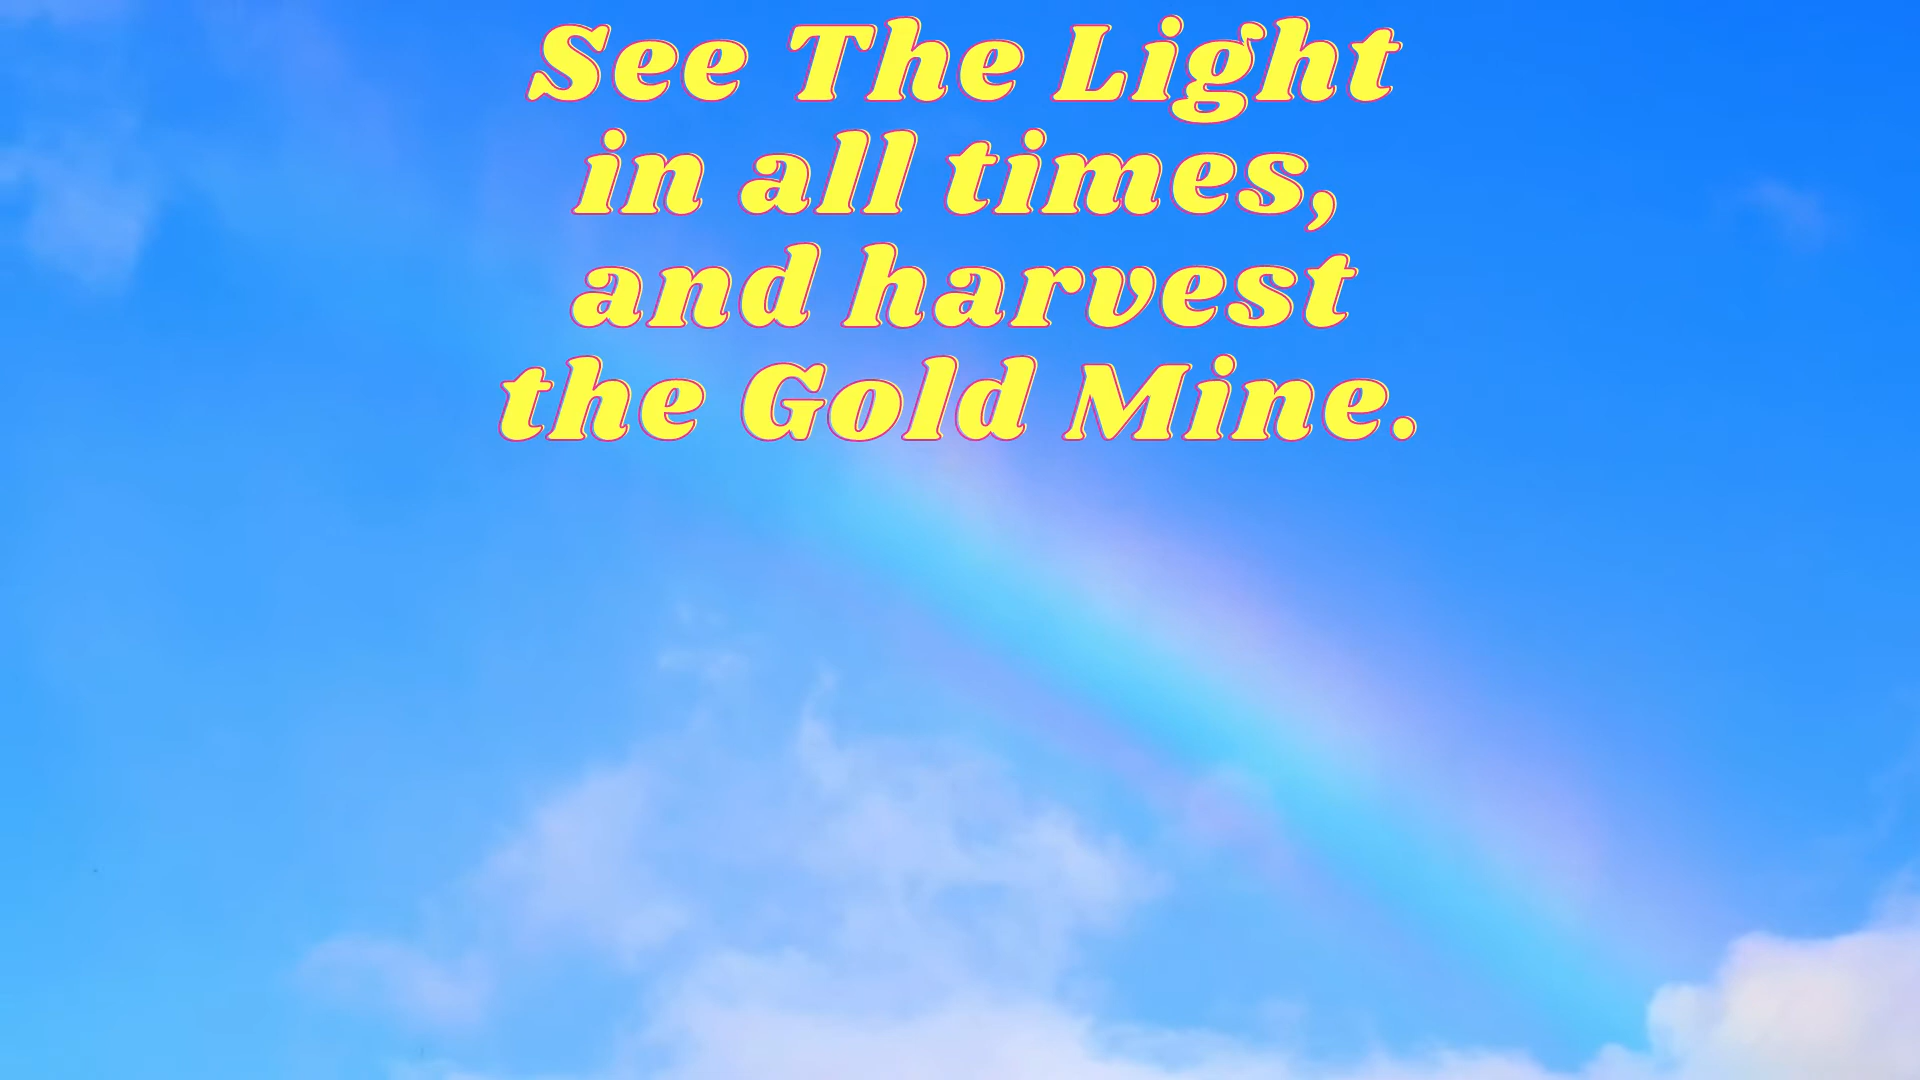 See The Light
in all times,
and harvest
the Gold Mine.